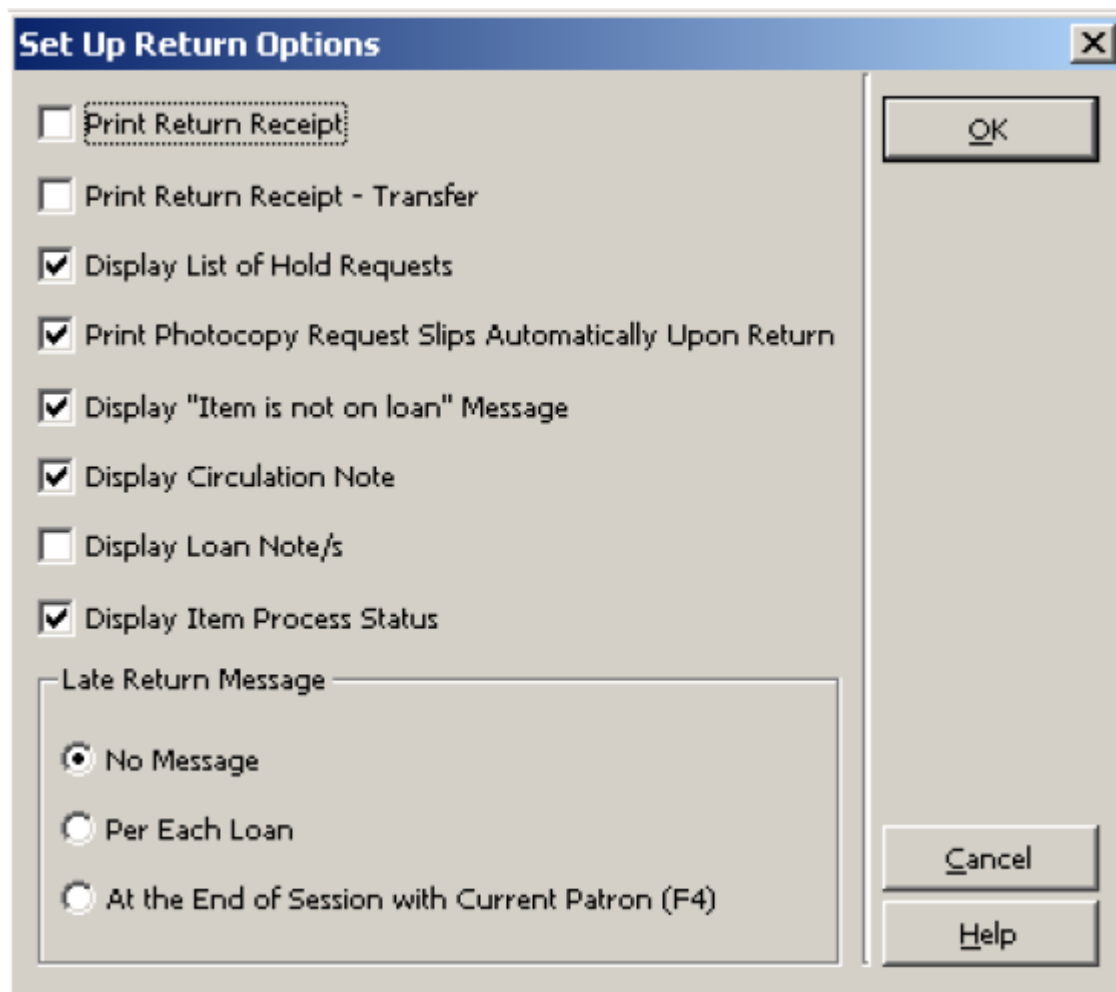 Set Up Return Options
Print Return Receipt
Print Return Receipt - Transfer
Display List of Hold Requests
Print Photocopy Request Slips Automatically Upon Return
Display "Item is not on loan" Message
Display Circulation Note
Display Loan Note/s
Display Item Process Status
Late Return Message
No Message
Per Each Loan
At the End of Session with Current Patron (F4)
OK
Cancel
Help